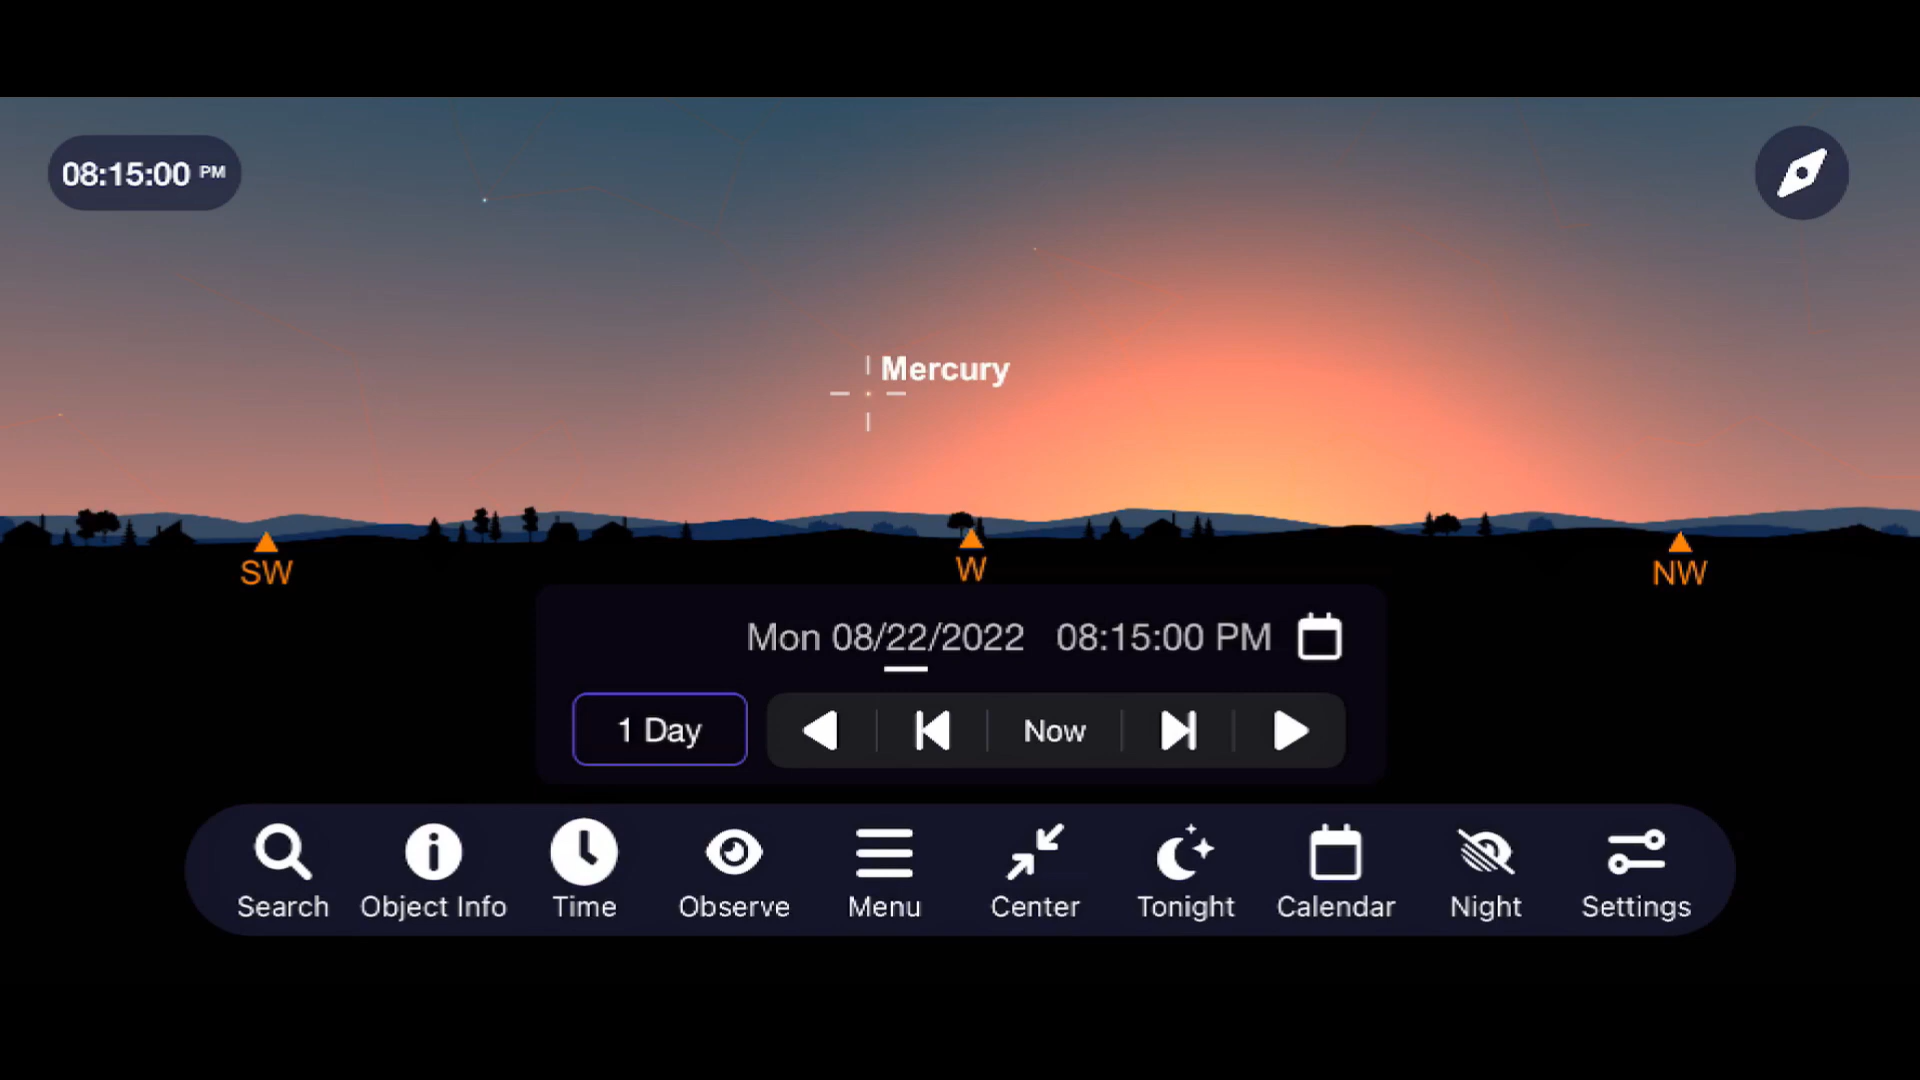 08:15:00 PM
Mercury
SW
W
NW
Mon 08/22/2022 08:15:00 PM
1 Day
Now
Search
Object Info
Time
Observe
Menu
Center
Tonight
Calendar
Night
Settings